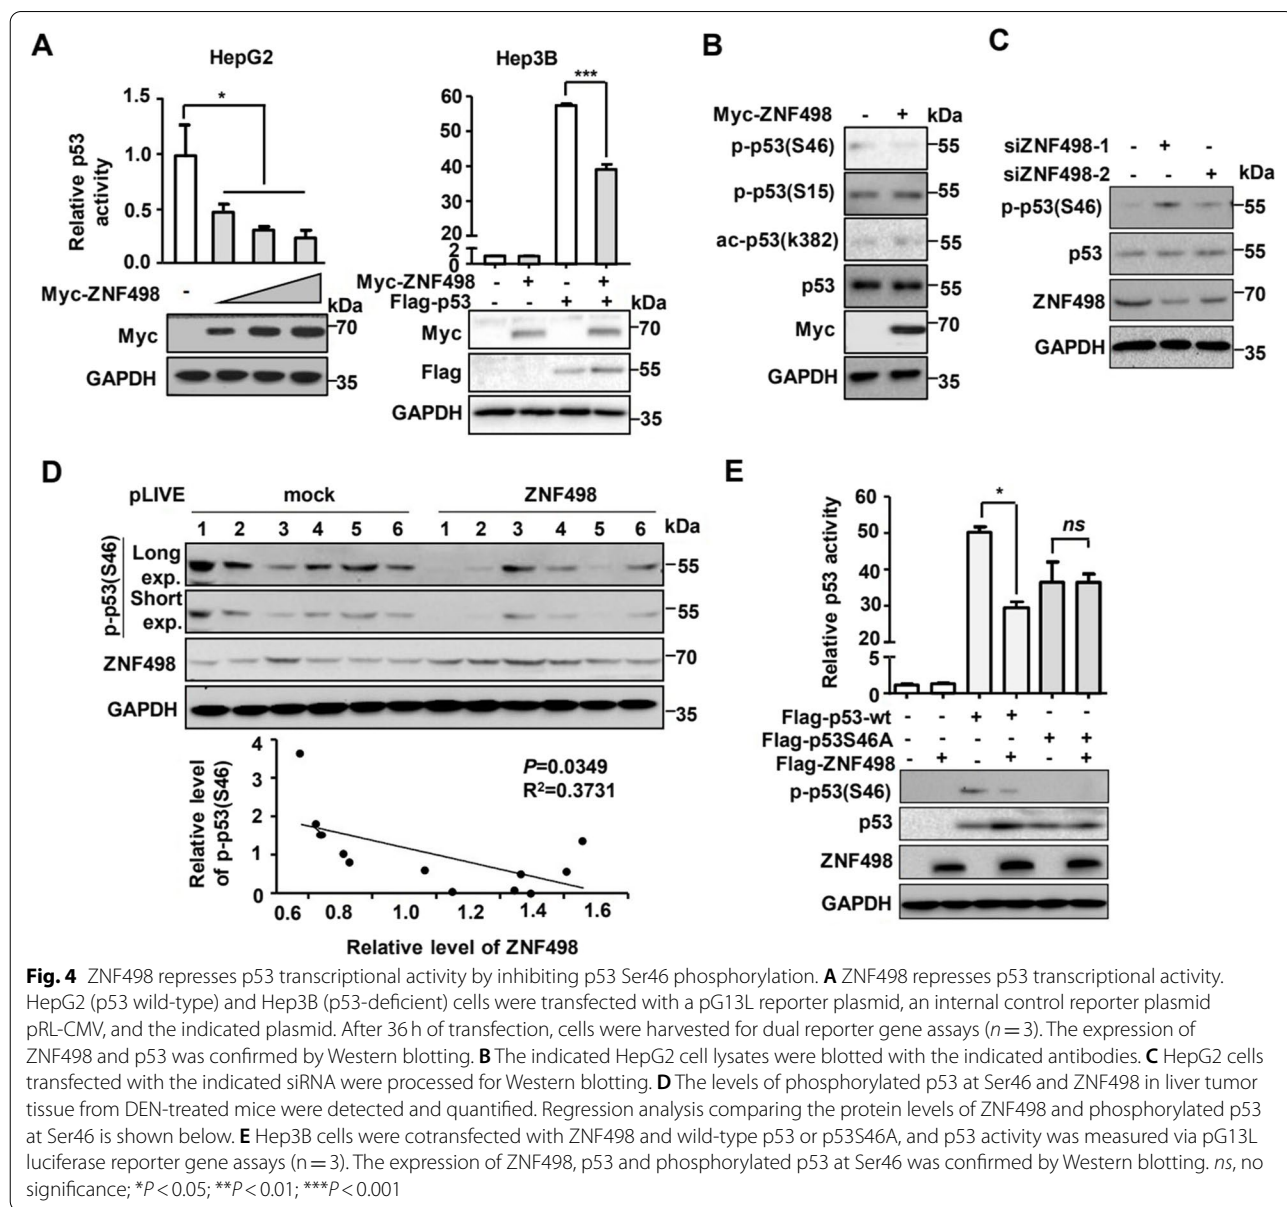 A
HepG2
Relative p53
activity
1.5
1.0
0.5
0.0
*
Myc-ZNF498
-
kDa
Myc
70
GAPDH
35
Hep3B
60
50
40
30
20
2
0
***
Myc-ZNF498 - + - +
Flag-p53 - - + + kDa
Myc
70
Flag
55
GAPDH
35
B
Myc-ZNF498 - + kDa
p-p53(S46)
55
p-p53(S15)
55
ac-p53(k382)
55
p53
55
Myc
70
GAPDH
35
C
siZNF498-1 - + -
siZNF498-2 - - + kDa
p-p53(S46)
55
p53
55
ZNF498
70
GAPDH
35
D
pLIVE mock ZNF498
1 2 3 4 5 6 1 2 3 4 5 6 kDa
p-p53(S46)
Long
exp.
55
Short
exp.
55
ZNF498
70
GAPDH
35
Relative level
of p-p53(S46)
4
3
2
1
0
P=0.0349
R²=0.3731
0.6 0.8 1.0 1.2 1.4 1.6
Relative level of ZNF498
E
Relative p53 activity
60
50
40
30
20
5
0
*
ns
Flag-p53-wt - - + + - -
Flag-p53S46A - - - - + +
Flag-ZNF498 - + - + - +
p-p53(S46)
p53
ZNF498
GAPDH
Fig. 4 ZNF498 represses p53 transcriptional activity by inhibiting p53 Ser46 phosphorylation. A ZNF498 represses p53 transcriptional activity.
HepG2 (p53 wild-type) and Hep3B (p53-deficient) cells were transfected with a pG13L reporter plasmid, an internal control reporter plasmid
pRL-CMV, and the indicated plasmid. After 36 h of transfection, cells were harvested for dual reporter gene assays (n = 3). The expression of
ZNF498 and p53 was confirmed by Western blotting. B The indicated HepG2 cell lysates were blotted with the indicated antibodies. C HepG2 cells
transfected with the indicated siRNA were processed for Western blotting. D The levels of phosphorylated p53 at Ser46 and ZNF498 in liver tumor
tissue from DEN-treated mice were detected and quantified. Regression analysis comparing the protein levels of ZNF498 and phosphorylated p53
at Ser46 is shown below. E Hep3B cells were cotransfected with ZNF498 and wild-type p53 or p53S46A, and p53 activity was measured via pG13L
luciferase reporter gene assays (n = 3). The expression of ZNF498, p53 and phosphorylated p53 at Ser46 was confirmed by Western blotting. ns, no
significance; *P < 0.05; **P < 0.01; ***P < 0.001